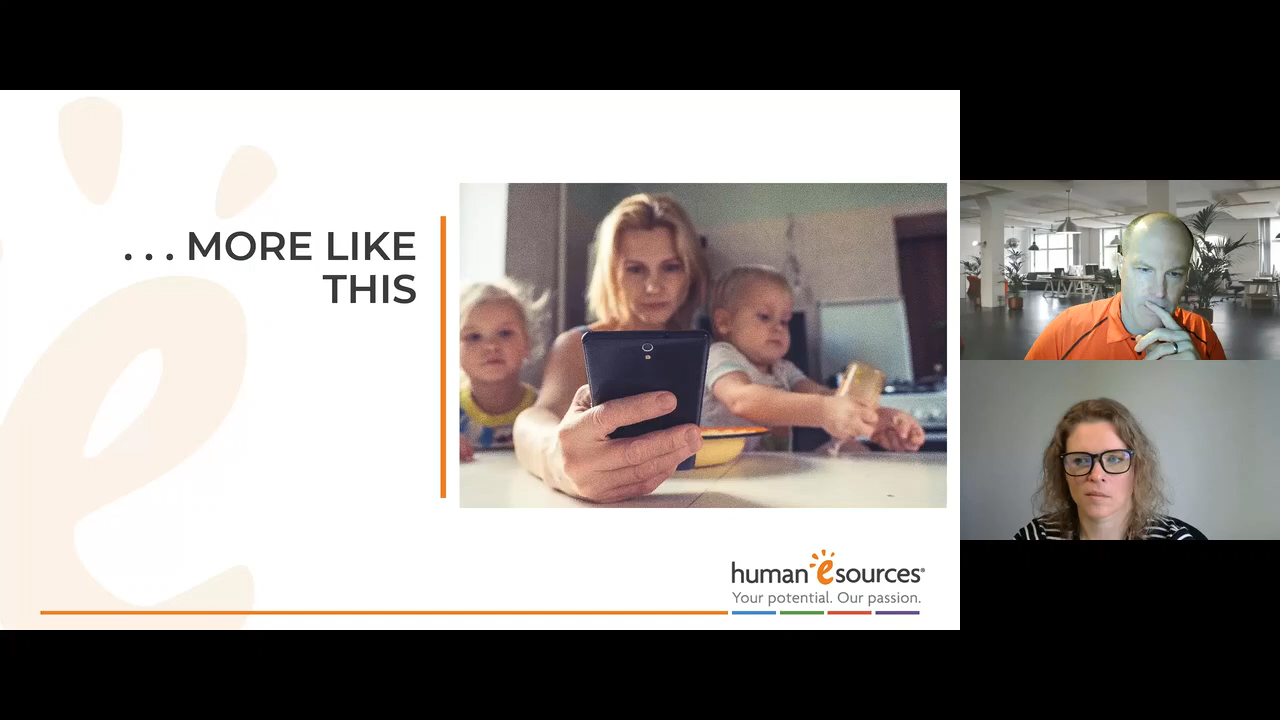 . . . MORE LIKE
THIS
human esources®
Your potential. Our passion.